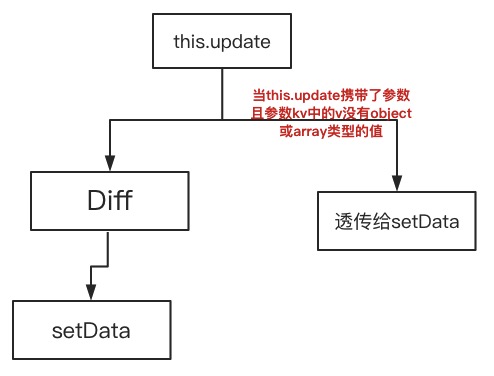 this.update
当this.update携带了参数
且参数kv中的v没有object
或array类型的值
Diff
透传给setData
setData